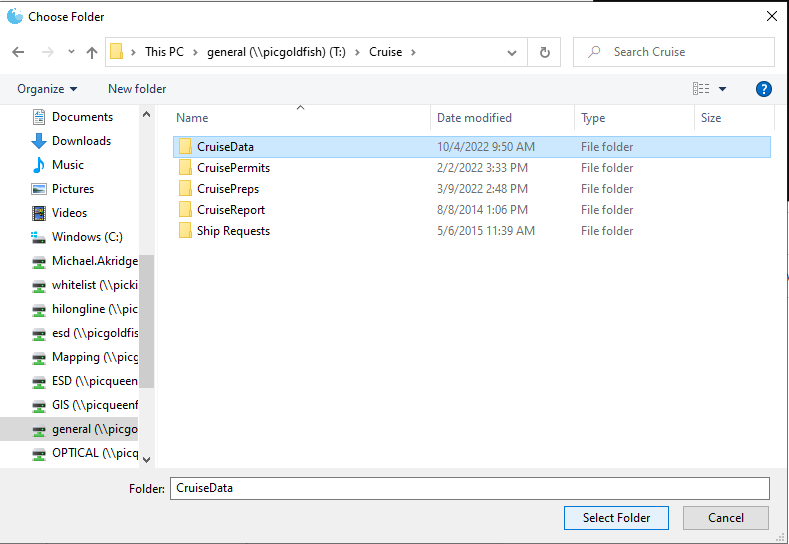 Choose Folder
This PC general (\\picgoldfish) (T:) Cruise Search Cruise
Organize New folder ?
Name Date modified Type Size
Documents
Downloads
Music
Pictures
Videos
Windows (C:)
Michael.Akridge
whitelist (\\picki
hilongline (\\pic
esd (\\picgoldfis
Mapping (\\picg
ESD (\\picqueen
GIS (\\picqueenf
general (\\picgo
OPTICAL (\\picq
CruiseData 10/4/2022 9:50 AM File folder
CruisePermits 2/2/2022 3:33 PM File folder
CruisePreps 3/9/2022 2:48 PM File folder
CruiseReport 8/8/2014 1:06 PM File folder
Ship Requests 5/6/2015 11:39 AM File folder
Folder: CruiseData
Select Folder Cancel